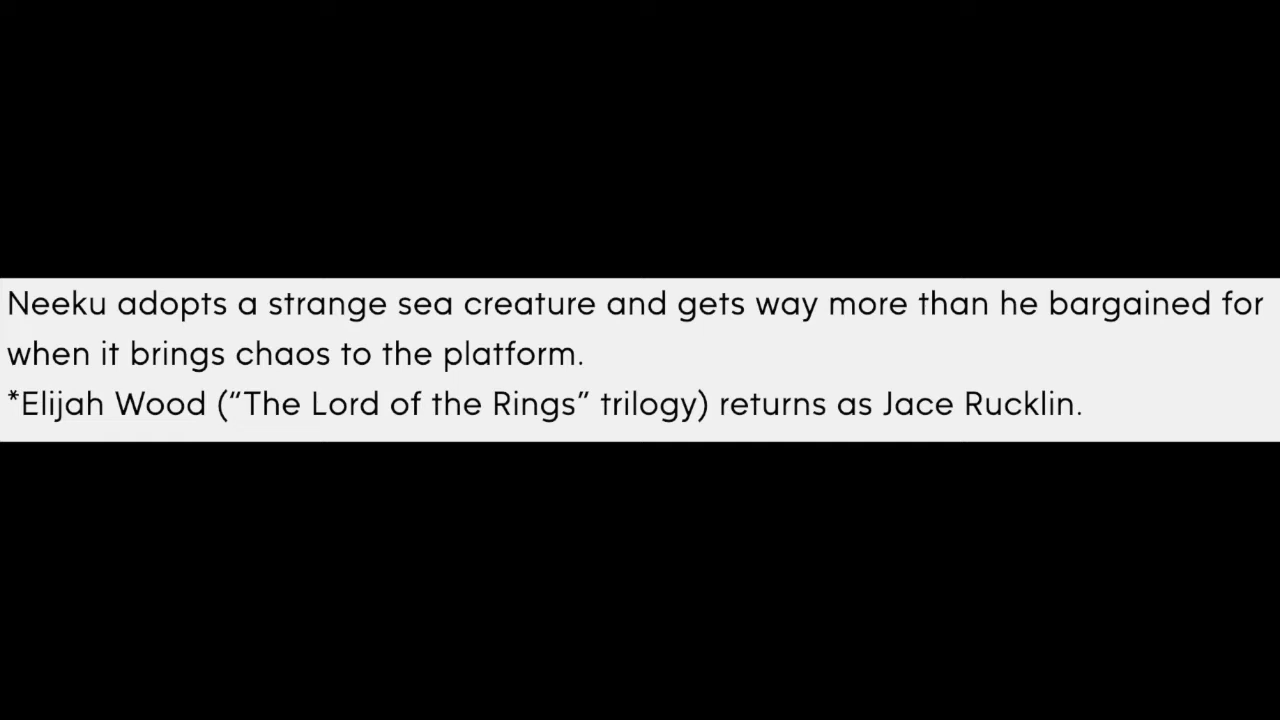 Neeku adopts a strange sea creature and gets way more than he bargained for
when it brings chaos to the platform.
*Elijah Wood (“The Lord of the Rings” trilogy) returns as Jace Rucklin.